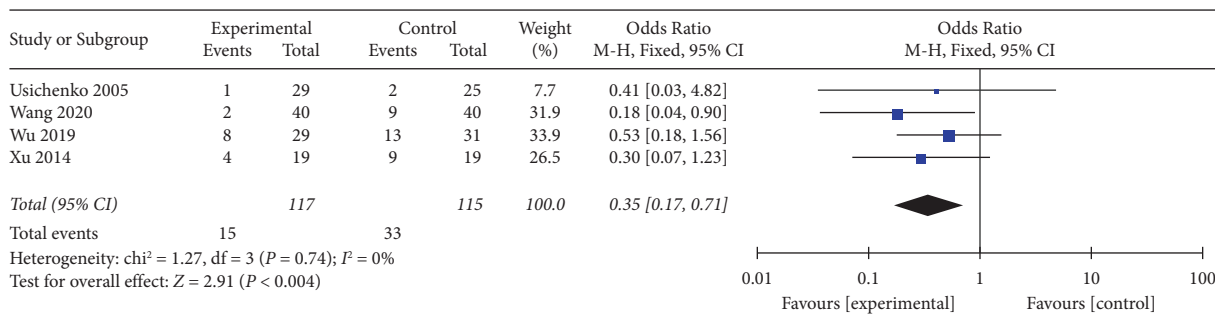 Study or Subgroup Experimental Control Weight Odds Ratio Odds Ratio
Events Total Events Total (%) M-H, Fixed, 95% CI M-H, Fixed, 95% CI
Usichenko 2005 1 29 2 25 7.7 0.41 [0.03, 4.82]
Wang 2020 2 40 9 40 31.9 0.18 [0.04, 0.90]
Wu 2019 8 29 13 31 33.9 0.53 [0.18, 1.56]
Xu 2014 4 19 9 19 26.5 0.30 [0.07, 1.23]
Total (95% CI) 117 115 100.0 0.35 [0.17, 0.71]
Total events 15 33
Heterogeneity: chi² = 1.27, df = 3 (P = 0.74); I² = 0%
Test for overall effect: Z = 2.91 (P < 0.004)
0.01 0.1 1 10 100
Favours [experimental] Favours [control]